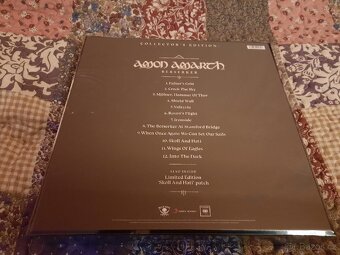 COLLECTOR'S EDITION
AMON AMARTH
BERSERKER
1. Fafner's Gold
2. Crack The Sky
3. Mjölner, Hammer Of Thor
4. Shield Wall
5. Valkyria
6. Raven's Flight
7. Ironside
8. The Berserker At Stamford Bridge
9. When Once Again We Can Set Our Sails
10. Skoll And Hati
11. Wings Of Eagles
12. Into The Dark
ALSO INSIDE
Limited Edition
'Skoll And Hati' patch